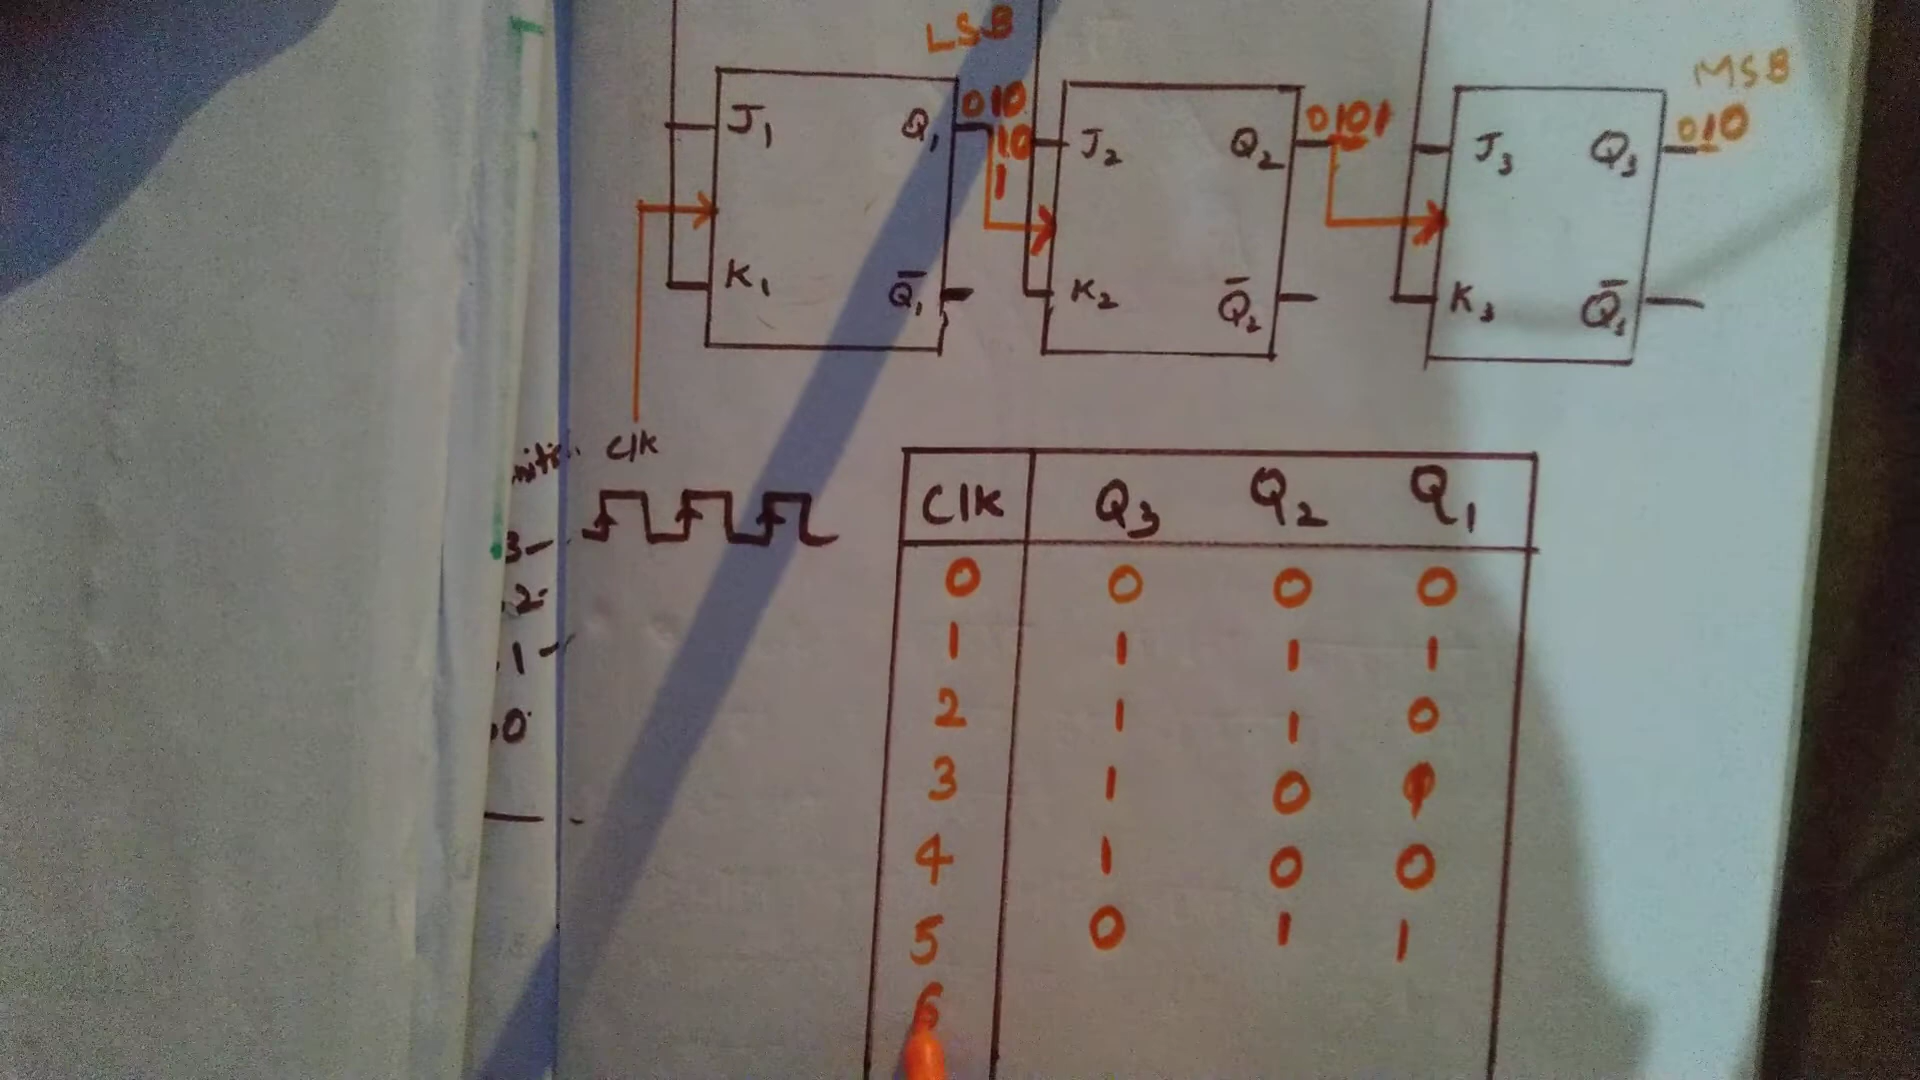 LSB
MSB
J1 Q1 010
10
1
J2 Q2 0101
J3 Q3 010
K1 Q̅1
K2 Q̅2
K3 Q̅3
clk
3-
2-
1-
0
Clk Q3 Q2 Q1
0 0 0 0
1 1 1 1
2 1 1 0
3 1 0 1
4 1 0 0
5 0 1 1
6